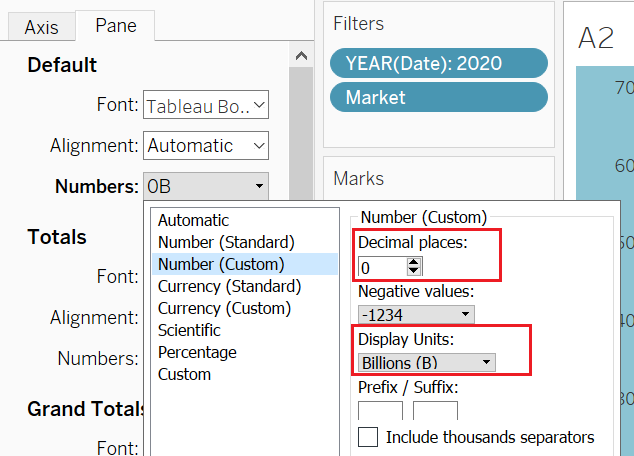 Axis
Pane
Default
Font:
Tableau Bo..
Alignment:
Automatic
Numbers:
0B
Totals
Font:
Alignment:
Numbers:
Grand Totals
Font:
Filters
YEAR(Date): 2020
Market
Marks
A2
70
60
50
40
30
Automatic
Number (Standard)
Number (Custom)
Currency (Standard)
Currency (Custom)
Scientific
Percentage
Custom
Number (Custom)
Decimal places:
0
Negative values:
-1234
Display Units:
Billions (B)
Prefix / Suffix:
Include thousands separators